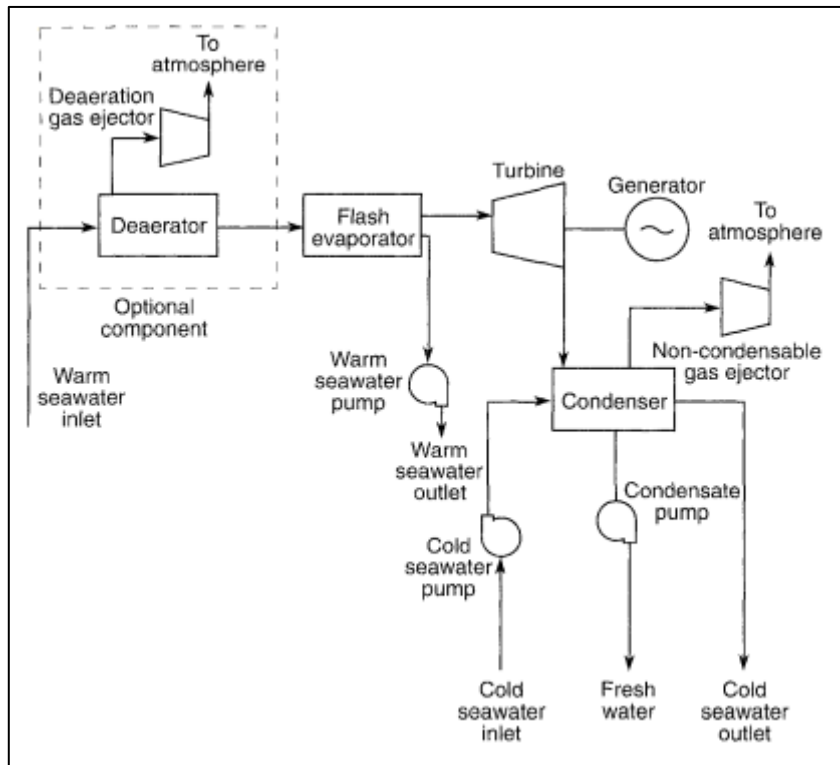 To
atmosphere
Deaeration
gas ejector
Deaerator
Optional
component
Warm
seawater
inlet
Flash
evaporator
Warm
seawater
pump
Warm
seawater
outlet
Turbine
Generator
To
atmosphere
Non-condensable
gas ejector
Condenser
Condensate
pump
Cold
seawater
pump
Cold
seawater
inlet
Fresh
water
Cold
seawater
outlet